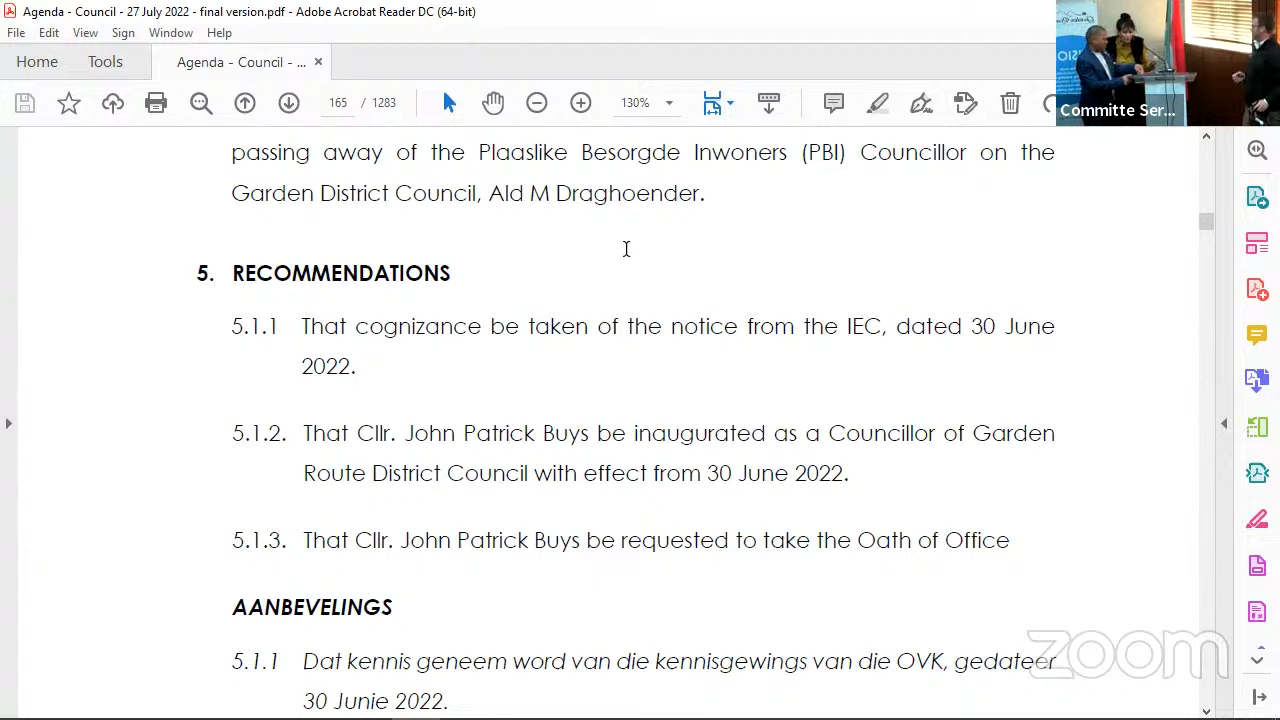 Agenda - Council - 27 July 2022 - final version.pdf - Adobe Acrobat Reader DC (64-bit)
File Edit View Sign Window Help
Home Tools Agenda - Council - ... ×
165 / 1283 130%
Committe Ser...
passing away of the Plaaslike Besorgde Inwoners (PBI) Councillor on the
Garden District Council, Ald M Draghoender.
5. RECOMMENDATIONS
5.1.1 That cognizance be taken of the notice from the IEC, dated 30 June
2022.
5.1.2. That Cllr. John Patrick Buys be inaugurated as a Councillor of Garden
Route District Council with effect from 30 June 2022.
5.1.3. That Cllr. John Patrick Buys be requested to take the Oath of Office
AANBEVELINGS
5.1.1 Dat kennis geneem word van die kennisgewings van die OVK, gedateer
30 Junie 2022.
zoom